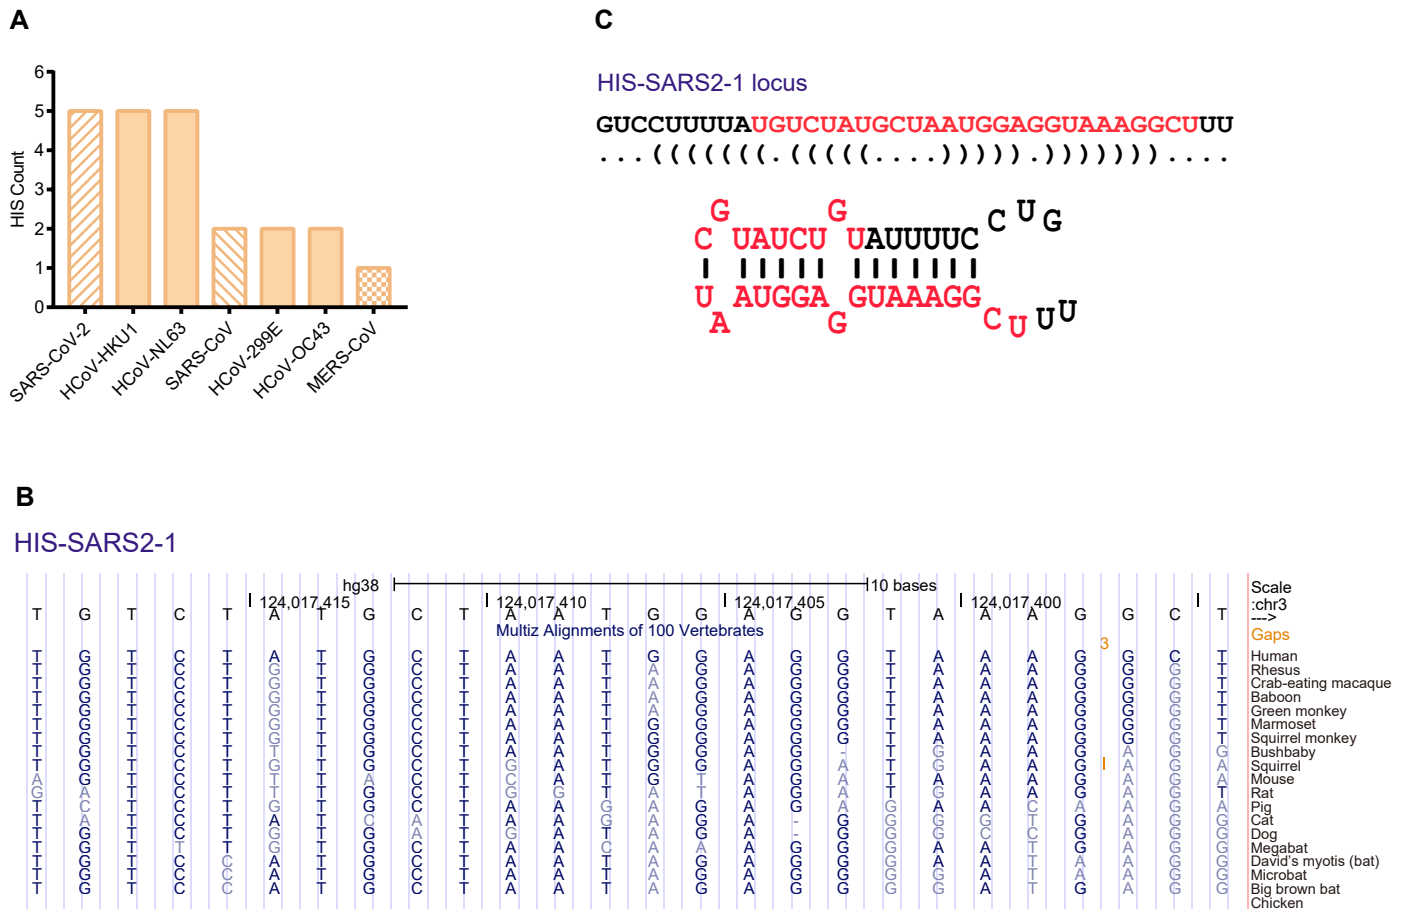 A
HIS Count
6
5
4
3
2
1
0
SARS-CoV-2
HCoV-HKU1
HCoV-NL63
SARS-CoV
HCoV-299E
HCoV-OC43
MERS-CoV
C
HIS-SARS2-1 locus
GUCCUUUUAUGUCUAUGCUAAUGGAGGUAAAGGCUUU
...(((((((.(((((....))))).)))))))....
G G C U G
C UAUCU UAUUUUC
U AUGGA GUAAAGG
A G C U U U
B
HIS-SARS2-1
hg38 10 bases Scale
124,017,415 124,017,410 124,017,405 124,017,400 :chr3
T G T C T A T G C T A A T G G A G G T A A A G G C T --->
Multiz Alignments of 100 Vertebrates
Gaps 3
T G T C T A T G C T A A T G G A G G T A A A G G C T Human
T G T C T G T G C T A A T A G A G G T A A A G G G T Rhesus
T G T C T G T G C T A A T A G A G G T A A A G G G T Crab-eating macaque
T G T C T G T G C T A A T A G A G G T A A A G G G T Baboon
T G T C T G T G C T A A T A G A G G T A A A G G G T Green monkey
T G T C T G T G C T A A T G G A G G T A A A G G G T Marmoset
T G T C T G T G C T A A T G G A G G T A A A G G G T Squirrel monkey
T G T C T T T G C T A A T G G A G - T G A A G A G G Bushbaby
T G T C T G T G C T G A T G G A G A T A A A G A G A Squirrel
A G T C T T T A C T C A T G T A G A T A A A G A G A Mouse
G A T C T T T G C T G G T A T A G A T G A A G A G T Rat
T C T C T G T G C T A A G A G A G A G A A C A A G A Pig
T A T C T A T C A T A A G A G A - G G G A T G A G G Cat
T G T C T G T G A T G A T A G A - G G G C C G A G G Dog
T G T T T G T G C T A A C A A A G G G A A T G A G G Megabat
T G T C C A T G C T A A T A G A G G G A A T A A G G David's myotis (bat)
T G T C C A T G C T A A T A G A G G G A A T A A G G Microbat
T G T C C A T G C T A A T A G A G G G G A T G A G G Big brown bat
Chicken